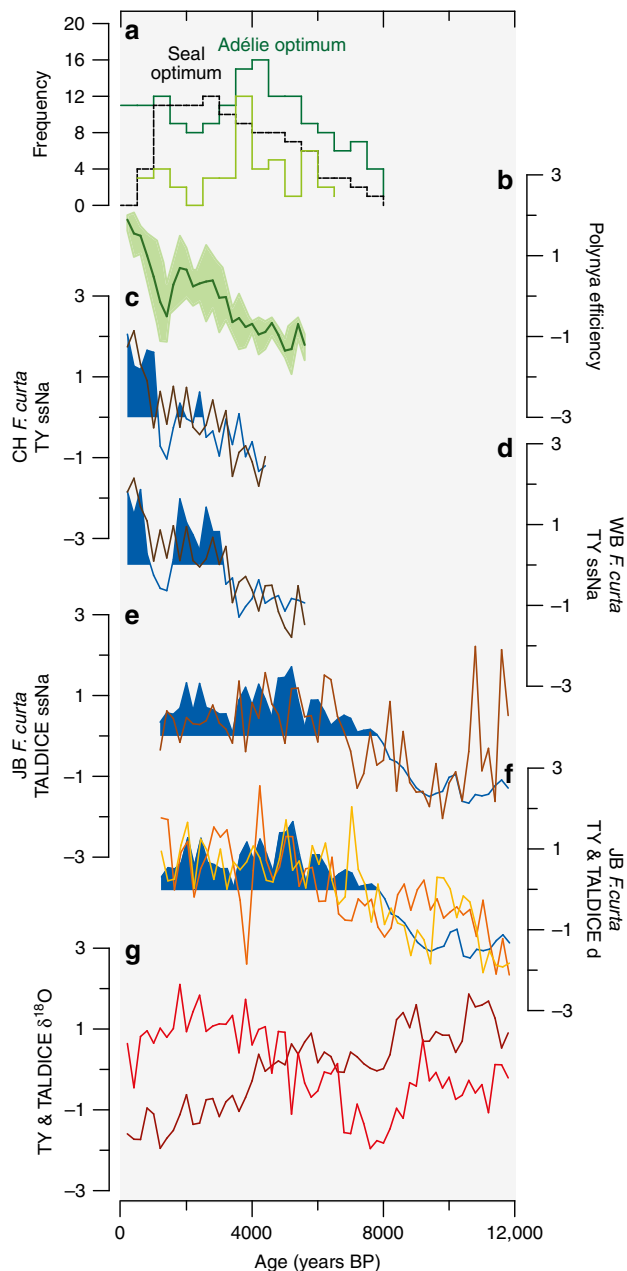 a
20
16
12
8
4
0
Frequency
Seal
optimum
Adélie optimum
b
3
1
−1
−3
Polynya efficiency
c
3
1
−1
−3
CH F. curta
TY ssNa
d
3
1
−1
−3
WB F. curta
TY ssNa
e
3
1
−1
−3
JB F. curta
TALDICE ssNa
f
3
1
−1
−3
JB F.curta
TY & TALDICE d
g
3
1
−1
−3
TY & TALDICE δ18O
0
4000
8000
12,000
Age (years BP)